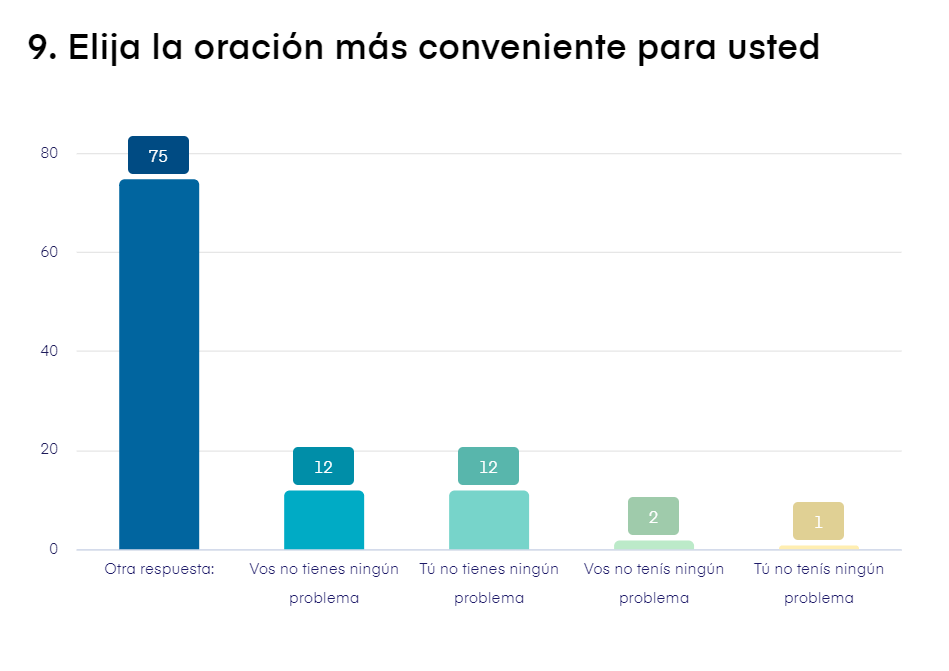 9. Elija la oración más conveniente para usted
80
60
40
20
0
75
12
12
2
1
Otra respuesta:
Vos no tienes ningún
problema
Tú no tienes ningún
problema
Vos no tenís ningún
problema
Tú no tenís ningún
problema